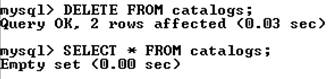 mysql> DELETE FROM catalogs;
Query OK, 2 rows affected (0.03 sec)
mysql> SELECT * FROM catalogs;
Empty set (0.00 sec)